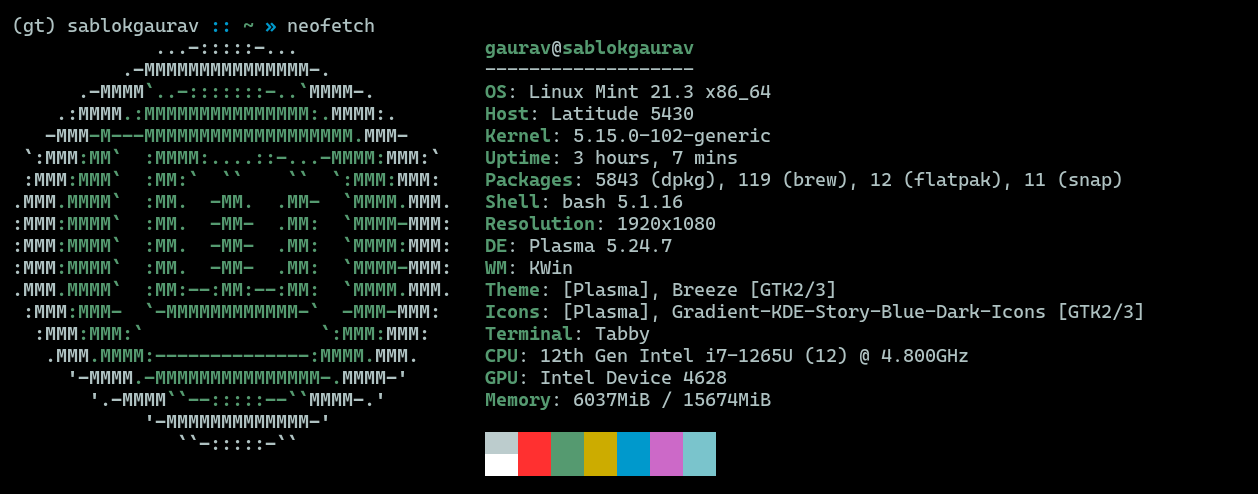 (gt) sablokgaurav :: ~ » neofetch
             ...-:::::-...                 gaurav@sablokgaurav
          .-MMMMMMMMMMMMMMM-.              -------------------
      .-MMMM`..-:::::::-..`MMMM-.          OS: Linux Mint 21.3 x86_64
    .:MMMM.:MMMMMMMMMMMMMMM:.MMMM:.        Host: Latitude 5430
   -MMM-M---MMMMMMMMMMMMMMMMMMM.MMM-       Kernel: 5.15.0-102-generic
 `:MMM:MM`  :MMMM:....::-...-MMMM:MMM:`    Uptime: 3 hours, 7 mins
 :MMM:MMM`  :MM:`  ``    ``  `:MMM:MMM:    Packages: 5843 (dpkg), 119 (brew), 12 (flatpak), 11 (snap)
.MMM.MMMM`  :MM.  -MM.  .MM-  `MMMM.MMM.   Shell: bash 5.1.16
:MMM:MMMM`  :MM.  -MM-  .MM:  `MMMM-MMM:   Resolution: 1920x1080
:MMM:MMMM`  :MM.  -MM-  .MM:  `MMMM:MMM:   DE: Plasma 5.24.7
:MMM:MMMM`  :MM.  -MM-  .MM:  `MMMM-MMM:   WM: KWin
.MMM.MMMM`  :MM:--:MM:--:MM:  `MMMM.MMM.   Theme: [Plasma], Breeze [GTK2/3]
 :MMM:MMM-  `-MMMMMMMMMMMM-`  -MMM-MMM:    Icons: [Plasma], Gradient-KDE-Story-Blue-Dark-Icons [GTK2/3]
  :MMM:MMM:`                `:MMM:MMM:     Terminal: Tabby
   .MMM.MMMM:--------------:MMMM.MMM.      CPU: 12th Gen Intel i7-1265U (12) @ 4.800GHz
     '-MMMM.-MMMMMMMMMMMMMMM-.MMMM-'       GPU: Intel Device 4628
       '.-MMMM``--:::::--``MMMM-.'         Memory: 6037MiB / 15674MiB
            '-MMMMMMMMMMMMM-'
               ``-:::::-``